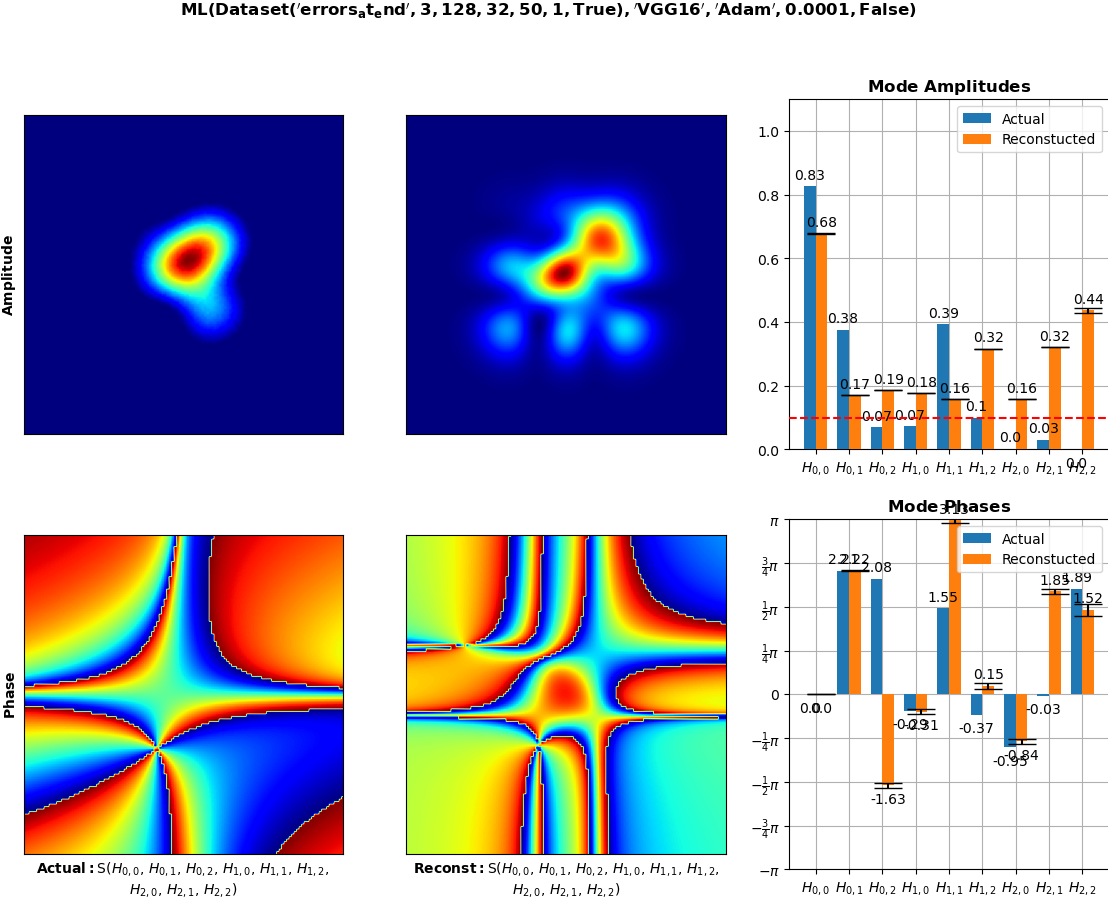 ML(Dataset('errors_at_end', 3, 128, 32, 50, 1, True), 'VGG16', 'Adam', 0.0001, False)
Amplitude
Mode Amplitudes
Actual
Reconstucted
1.0
0.8
0.6
0.4
0.2
0.0
0.83
0.68
0.38
0.17
0.07
0.19
0.07
0.18
0.39
0.16
0.1
0.32
0.0
0.16
0.03
0.32
0.0
0.44
H0,0 H0,1 H0,2 H1,0 H1,1 H1,2 H2,0 H2,1 H2,2
Phase
Actual: S(H0,0, H0,1, H0,2, H1,0, H1,1, H1,2,
H2,0, H2,1, H2,2)
Reconst: S(H0,0, H0,1, H0,2, H1,0, H1,1, H1,2,
H2,0, H2,1, H2,2)
Mode Phases
Actual
Reconstucted
π
3/4π
1/2π
1/4π
0
−1/4π
−1/2π
−3/4π
−π
0.0
2.22
2.08
-1.63
-0.29
-0.31
1.55
3.13
-0.37
0.15
-0.95
-0.84
-0.03
1.85
1.89
1.52
H0,0 H0,1 H0,2 H1,0 H1,1 H1,2 H2,0 H2,1 H2,2